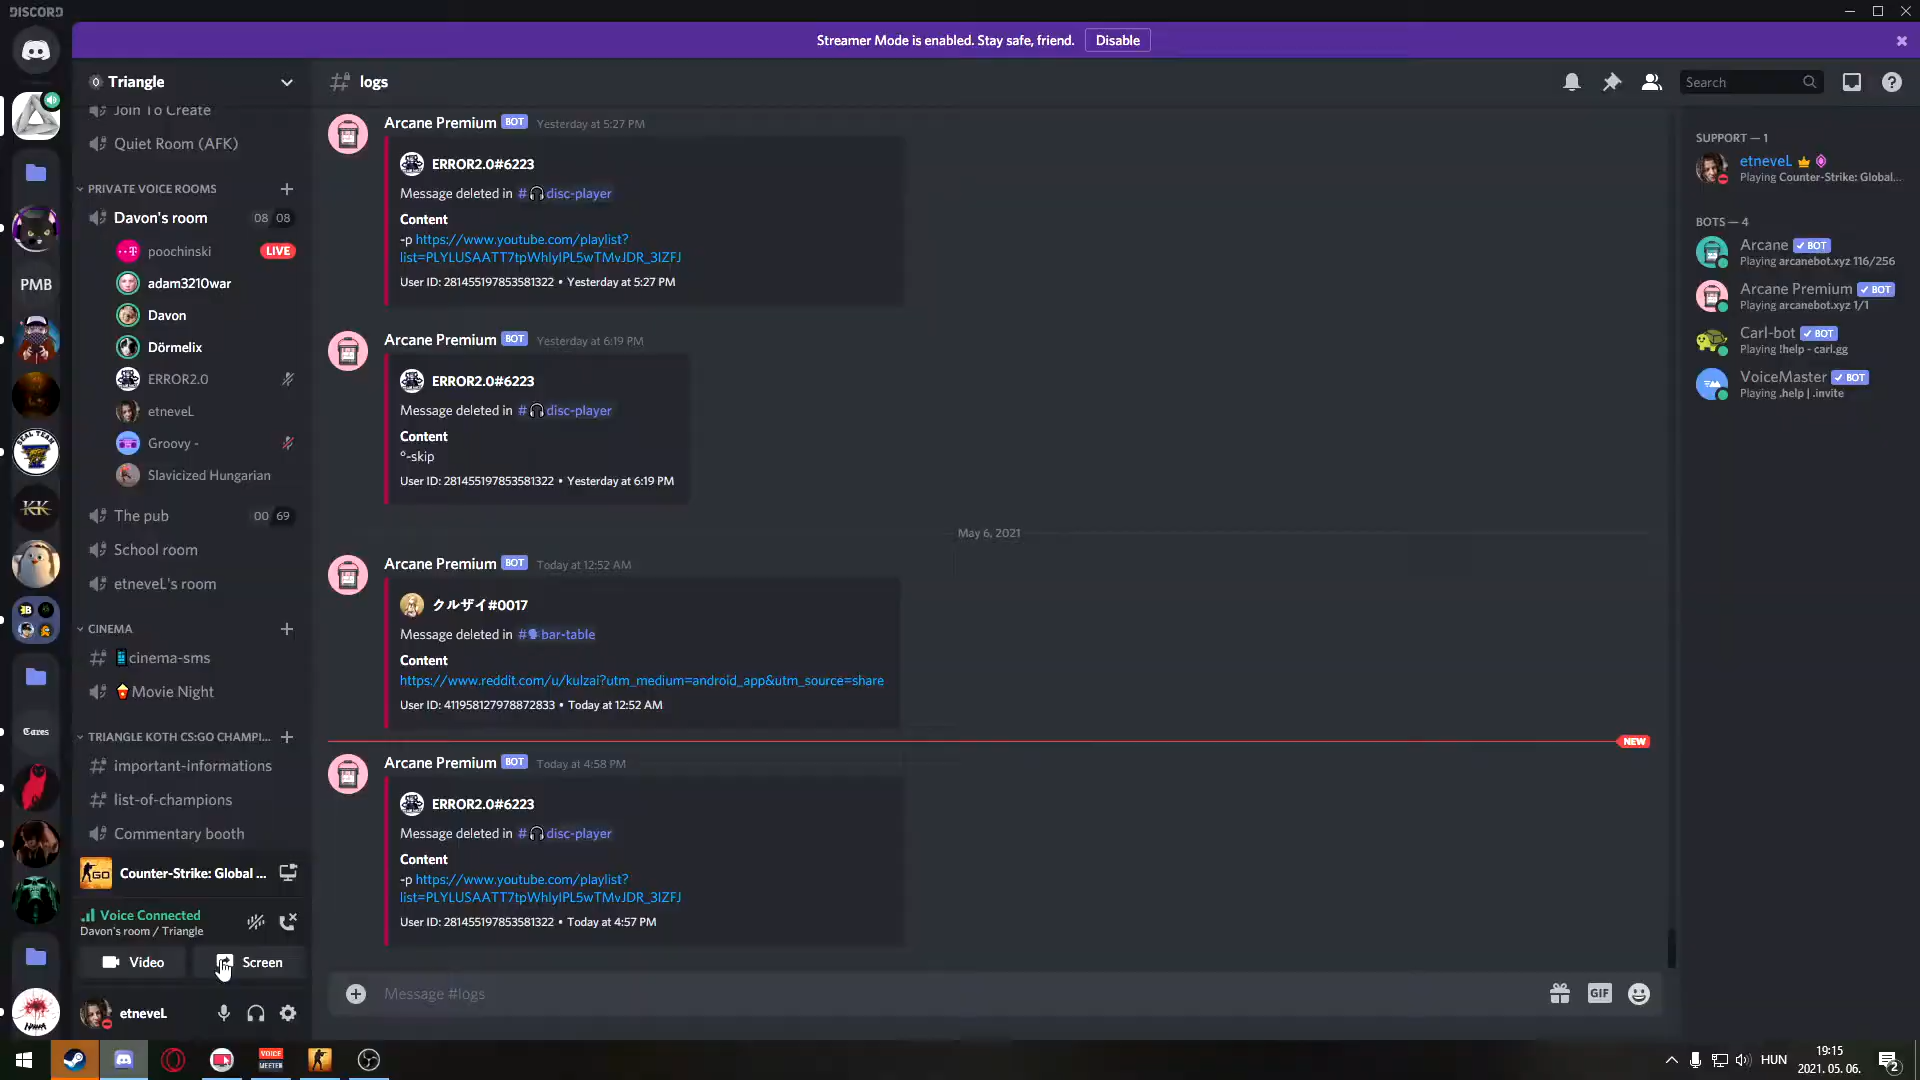 DISCORD
Streamer Mode is enabled. Stay safe, friend.
Disable
Triangle
Join To Create
Quiet Room (AFK)
PRIVATE VOICE ROOMS
Davon's room 08 08
poochinski LIVE
adam3210war
Davon
Dörmelix
ERROR2.0
etneveL
Groovy -
Slavicized Hungarian
The pub 00 69
School room
etneveL's room
CINEMA
cinema-sms
Movie Night
TRIANGLE KOTH CS:GO CHAMPI...
important-informations
list-of-champions
Commentary booth
Counter-Strike: Global ...
Voice Connected
Davon's room / Triangle
Video
Screen
etneveL
PMB
KK
Cares
logs
Search
Arcane Premium BOT Yesterday at 5:27 PM
ERROR2.0#6223
Message deleted in #disc-player
Content
-p https://www.youtube.com/playlist?
list=PLYLUSAATT7tpWhlyIPL5wTMvJDR_3IZFJ
User ID: 281455197853581322 • Yesterday at 5:27 PM
Arcane Premium BOT Yesterday at 6:19 PM
ERROR2.0#6223
Message deleted in #disc-player
Content
°-skip
User ID: 281455197853581322 • Yesterday at 6:19 PM
May 6, 2021
Arcane Premium BOT Today at 12:52 AM
クルザイ#0017
Message deleted in #bar-table
Content
https://www.reddit.com/u/kulzai?utm_medium=android_app&utm_source=share
User ID: 411958127978872833 • Today at 12:52 AM
NEW
Arcane Premium BOT Today at 4:58 PM
ERROR2.0#6223
Message deleted in #disc-player
Content
-p https://www.youtube.com/playlist?
list=PLYLUSAATT7tpWhlyIPL5wTMvJDR_3IZFJ
User ID: 281455197853581322 • Today at 4:57 PM
Message #logs
GIF
SUPPORT — 1
etneveL
Playing Counter-Strike: Global...
BOTS — 4
Arcane BOT
Playing arcanebot.xyz 116/256
Arcane Premium BOT
Playing arcanebot.xyz 1/1
Carl-bot BOT
Playing !help - carl.gg
VoiceMaster BOT
Playing .help | .invite
VOICE
MEETER
HUN
19:15
2021. 05. 06.
2